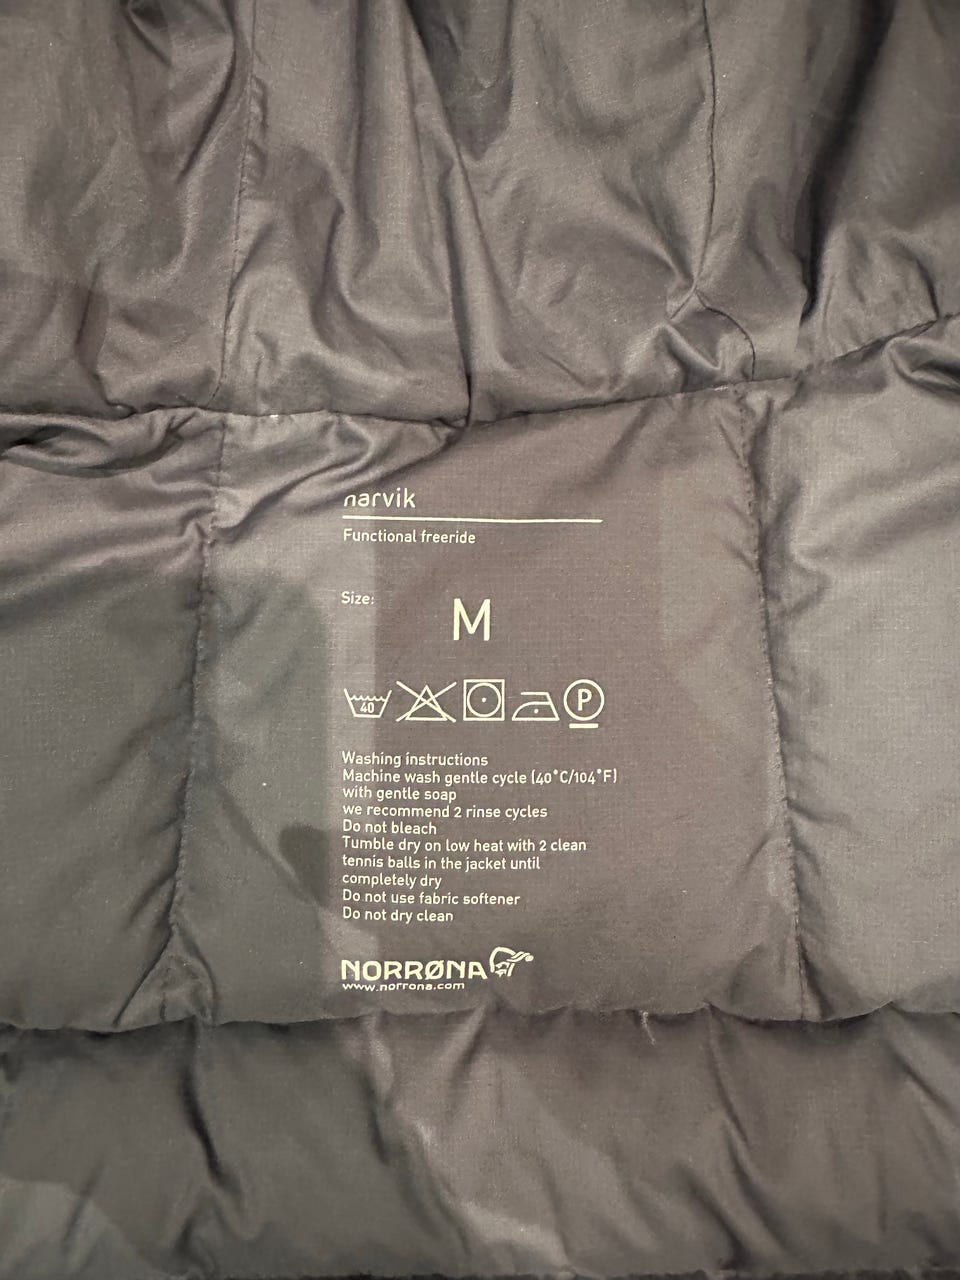 narvik
Functional freeride
Size:
M
40 P
Washing instructions
Machine wash gentle cycle (40°C/104°F)
with gentle soap
we recommend 2 rinse cycles
Do not bleach
Tumble dry on low heat with 2 clean
tennis balls in the jacket until
completely dry
Do not use fabric softener
Do not dry clean
NORRØNA
www.norrona.com